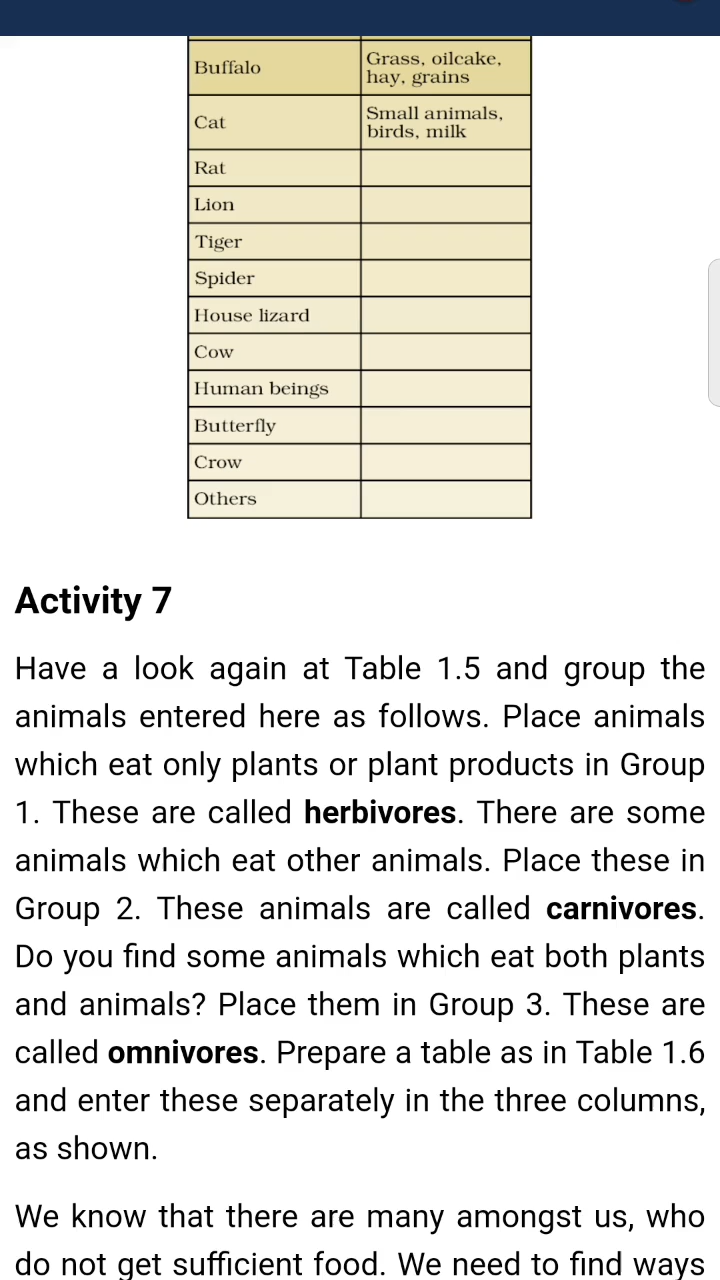 Buffalo
Grass, oilcake,
hay, grains
Cat
Small animals,
birds, milk
Rat
Lion
Tiger
Spider
House lizard
Cow
Human beings
Butterfly
Crow
Others
Activity 7
Have a look again at Table 1.5 and group the
animals entered here as follows. Place animals
which eat only plants or plant products in Group
1. These are called herbivores. There are some
animals which eat other animals. Place these in
Group 2. These animals are called carnivores.
Do you find some animals which eat both plants
and animals? Place them in Group 3. These are
called omnivores. Prepare a table as in Table 1.6
and enter these separately in the three columns,
as shown.
We know that there are many amongst us, who
do not get sufficient food. We need to find ways